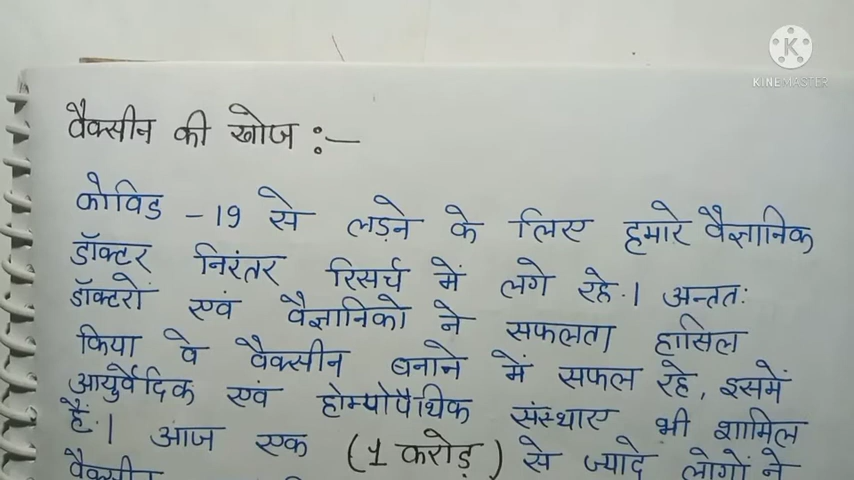 KINEMASTER
वैक्सीन की खोज :-
कोविड -19 से लड़ने के लिए हमारे वैज्ञानिक
डॉक्टर निरंतर रिसर्च में लगे रहे.। अन्ततः
डॉक्टरों एवं वैज्ञानिको ने सफलता हासिल
किया वे वैक्सीन बनाने में सफल रहे, इसमें
आयुर्वेदिक एवं होम्योपैथिक संस्थाए भी शामिल
है.। आज एक (1 करोड़) से ज्यादे लोगों ने
वैक्सीन